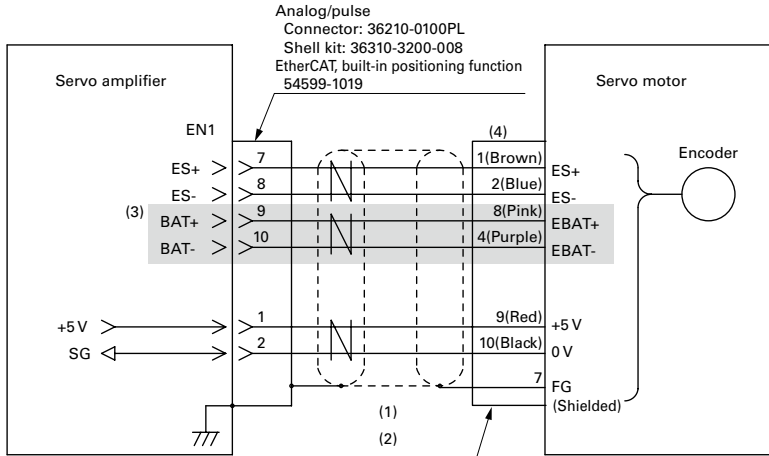 Analog/pulse
Connector: 36210-0100PL
Shell kit: 36310-3200-008
EtherCAT, built-in positioning function
54599-1019
Servo amplifier
Servo motor
EN1
(4)
Encoder
ES+ 7 1(Brown) ES+
ES- 8 2(Blue) ES-
(3)
BAT+ 9 8(Pink) EBAT+
BAT- 10 4(Purple) EBAT-
+5 V 1 9(Red) +5 V
SG 2 10(Black) 0 V
7 FG
(Shielded)
(1)
(2)